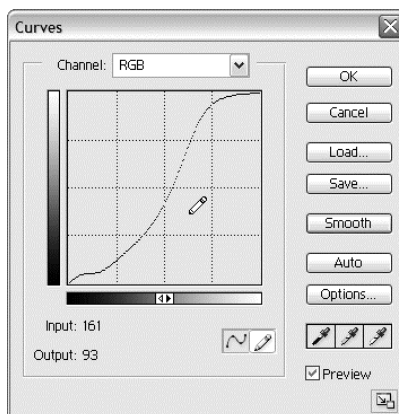 Curves
Channel: RGB
OK
Cancel
Load...
Save...
Smooth
Auto
Options...
Input: 161
Output: 93
Preview